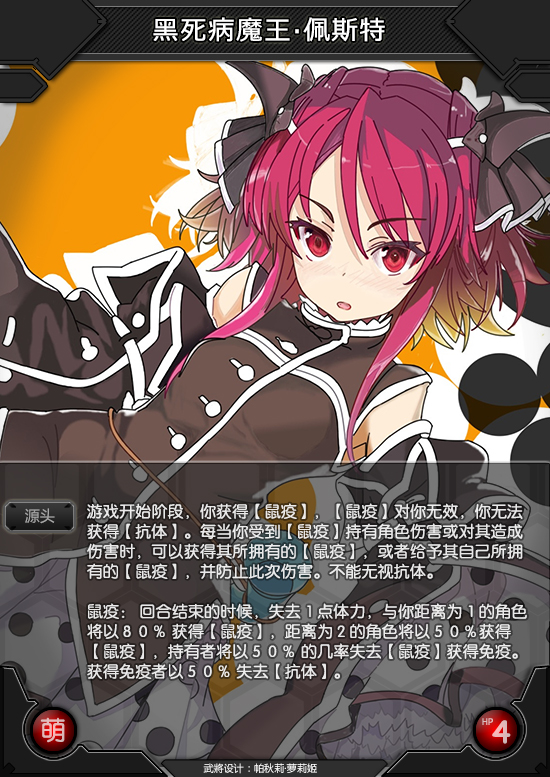 黑死病魔王·佩斯特
源头
游戏开始阶段，你获得【鼠疫】，【鼠疫】对你无效，你无法
获得【抗体】。每当你受到【鼠疫】持有角色伤害或对其造成
伤害时，可以获得其所拥有的【鼠疫】，或者给予其自己所拥
有的【鼠疫】，并防止此次伤害。不能无视抗体。
鼠疫： 回合结束的时候，失去１点体力，与你距离为１的角色
将以８０％ 获得【鼠疫】，距离为２的角色将以５０％获得
【鼠疫】，持有者将以５０％ 的几率失去【鼠疫】获得免疫。
获得免疫者以５０％ 失去【抗体】。
萌
HP 4
武將设计：帕秋莉·萝莉姬